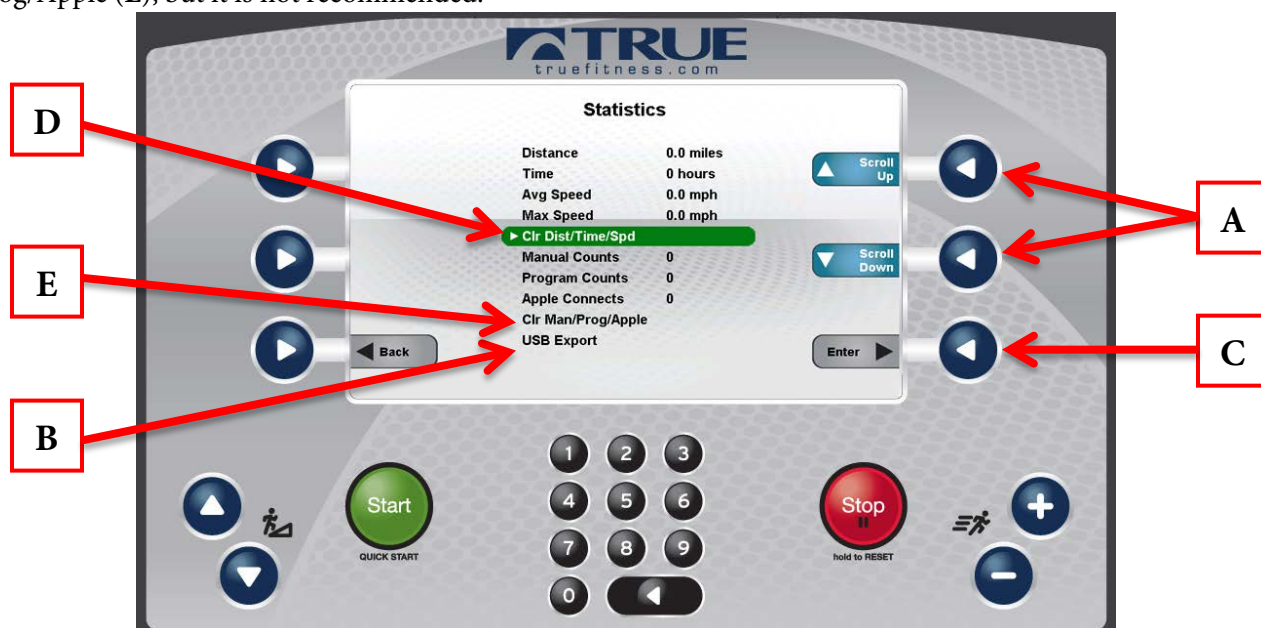 og/Apple (E), but it is not recommended.
TRUE
truefitness.com
Statistics
D
Distance 0.0 miles
Time 0 hours
Avg Speed 0.0 mph
Max Speed 0.0 mph
Clr Dist/Time/Spd
Manual Counts 0
Program Counts 0
Apple Connects 0
Clr Man/Prog/Apple
USB Export
Scroll
Up
Scroll
Down
A
E
Back
Enter
C
B
1 2 3
4 5 6
7 8 9
0
Start
QUICK START
Stop
hold to RESET